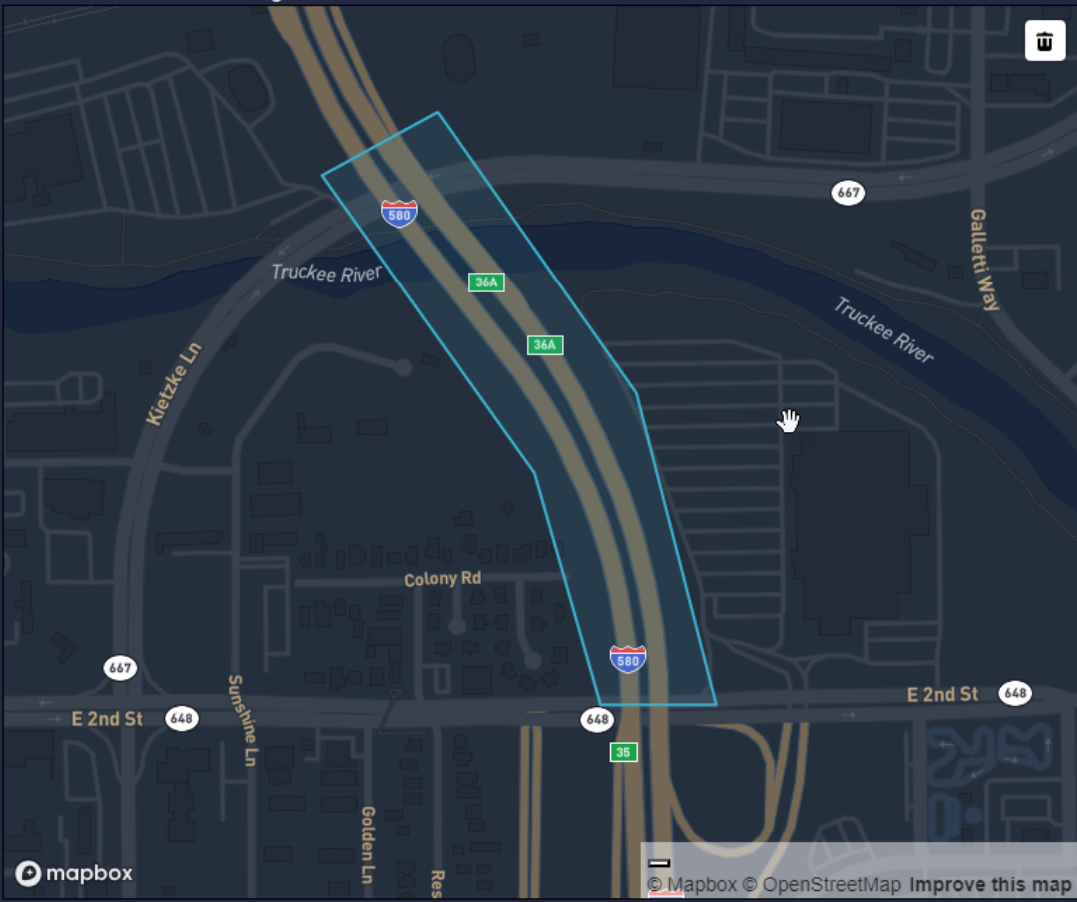 667
Galletti Way
580
Truckee River
36A
Truckee River
36A
Kietzke Ln
Colony Rd
580
667
E 2nd St
648
E 2nd St
648
648
Sunshine Ln
35
Golden Ln
Res
mapbox
© Mapbox © OpenStreetMap Improve this map